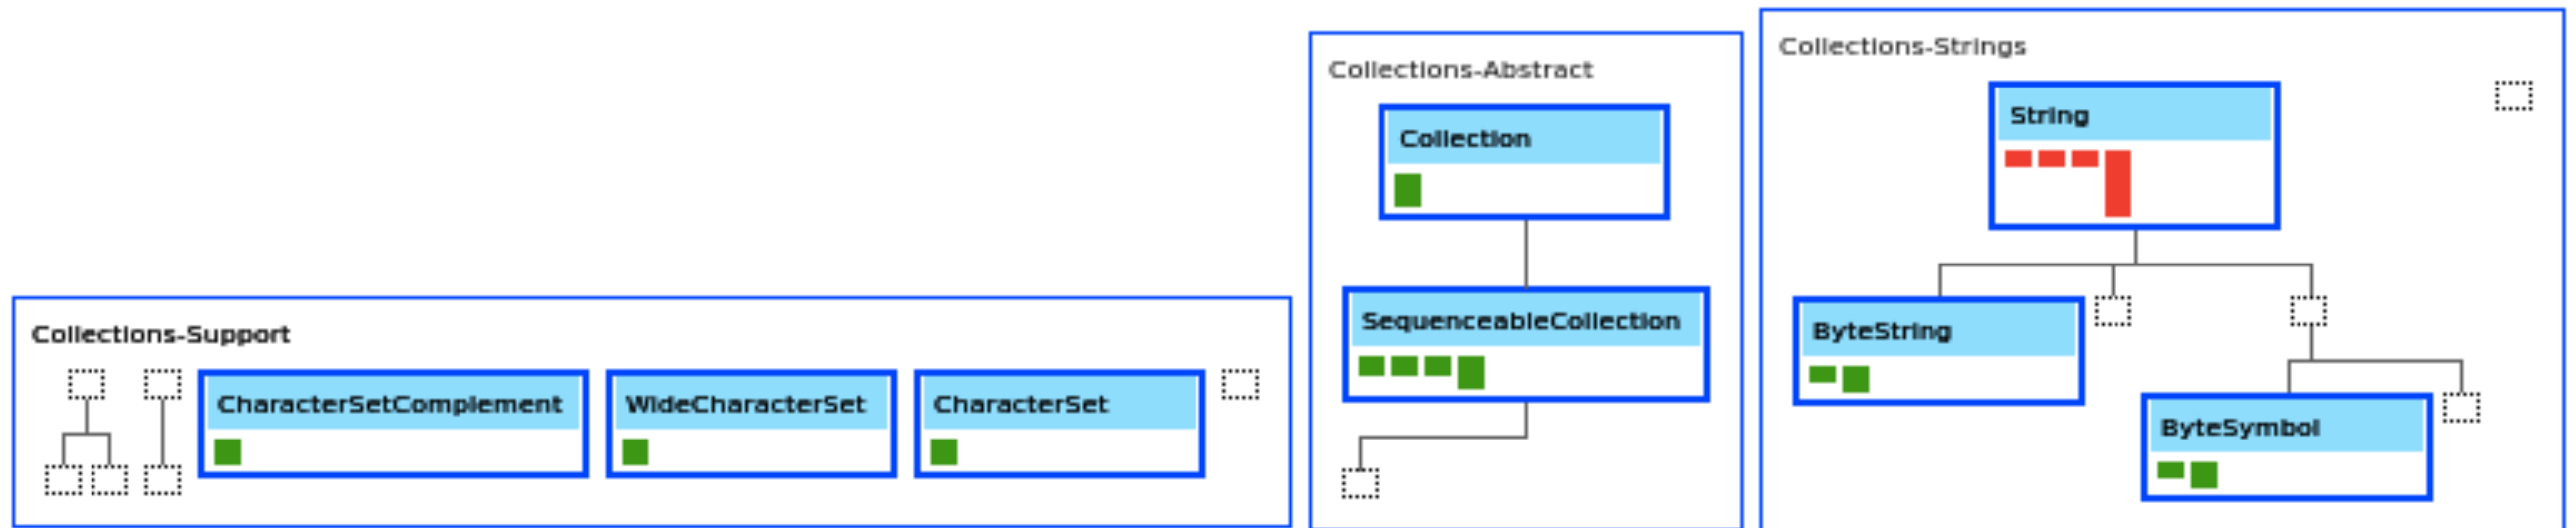 Collections-Support
CharacterSetComplement
WideCharacterSet
CharacterSet
Collections-Abstract
Collection
SequenceableCollection
Collections-Strings
String
ByteString
ByteSymbol